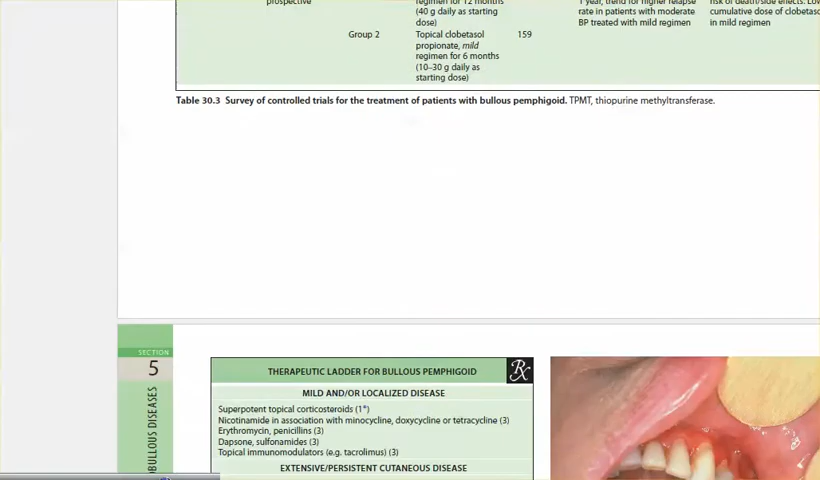 prospective
regimen for 12 months
(40 g daily as starting
dose)
1 year, trend for higher relapse
rate in patients with moderate
BP treated with mild regimen
risk of death/side effects. Low
cumulative dose of clobetaso
in mild regimen
Group 2
Topical clobetasol
propionate, mild
regimen for 6 months
(10–30 g daily as
starting dose)
159
Table 30.3 Survey of controlled trials for the treatment of patients with bullous pemphigoid. TPMT, thiopurine methyltransferase.
SECTION
5
OBULLOUS DISEASES
THERAPEUTIC LADDER FOR BULLOUS PEMPHIGOID
Rx
MILD AND/OR LOCALIZED DISEASE
Superpotent topical corticosteroids (1*)
Nicotinamide in association with minocycline, doxycycline or tetracycline (3)
Erythromycin, penicillins (3)
Dapsone, sulfonamides (3)
Topical immunomodulators (e.g. tacrolimus) (3)
EXTENSIVE/PERSISTENT CUTANEOUS DISEASE